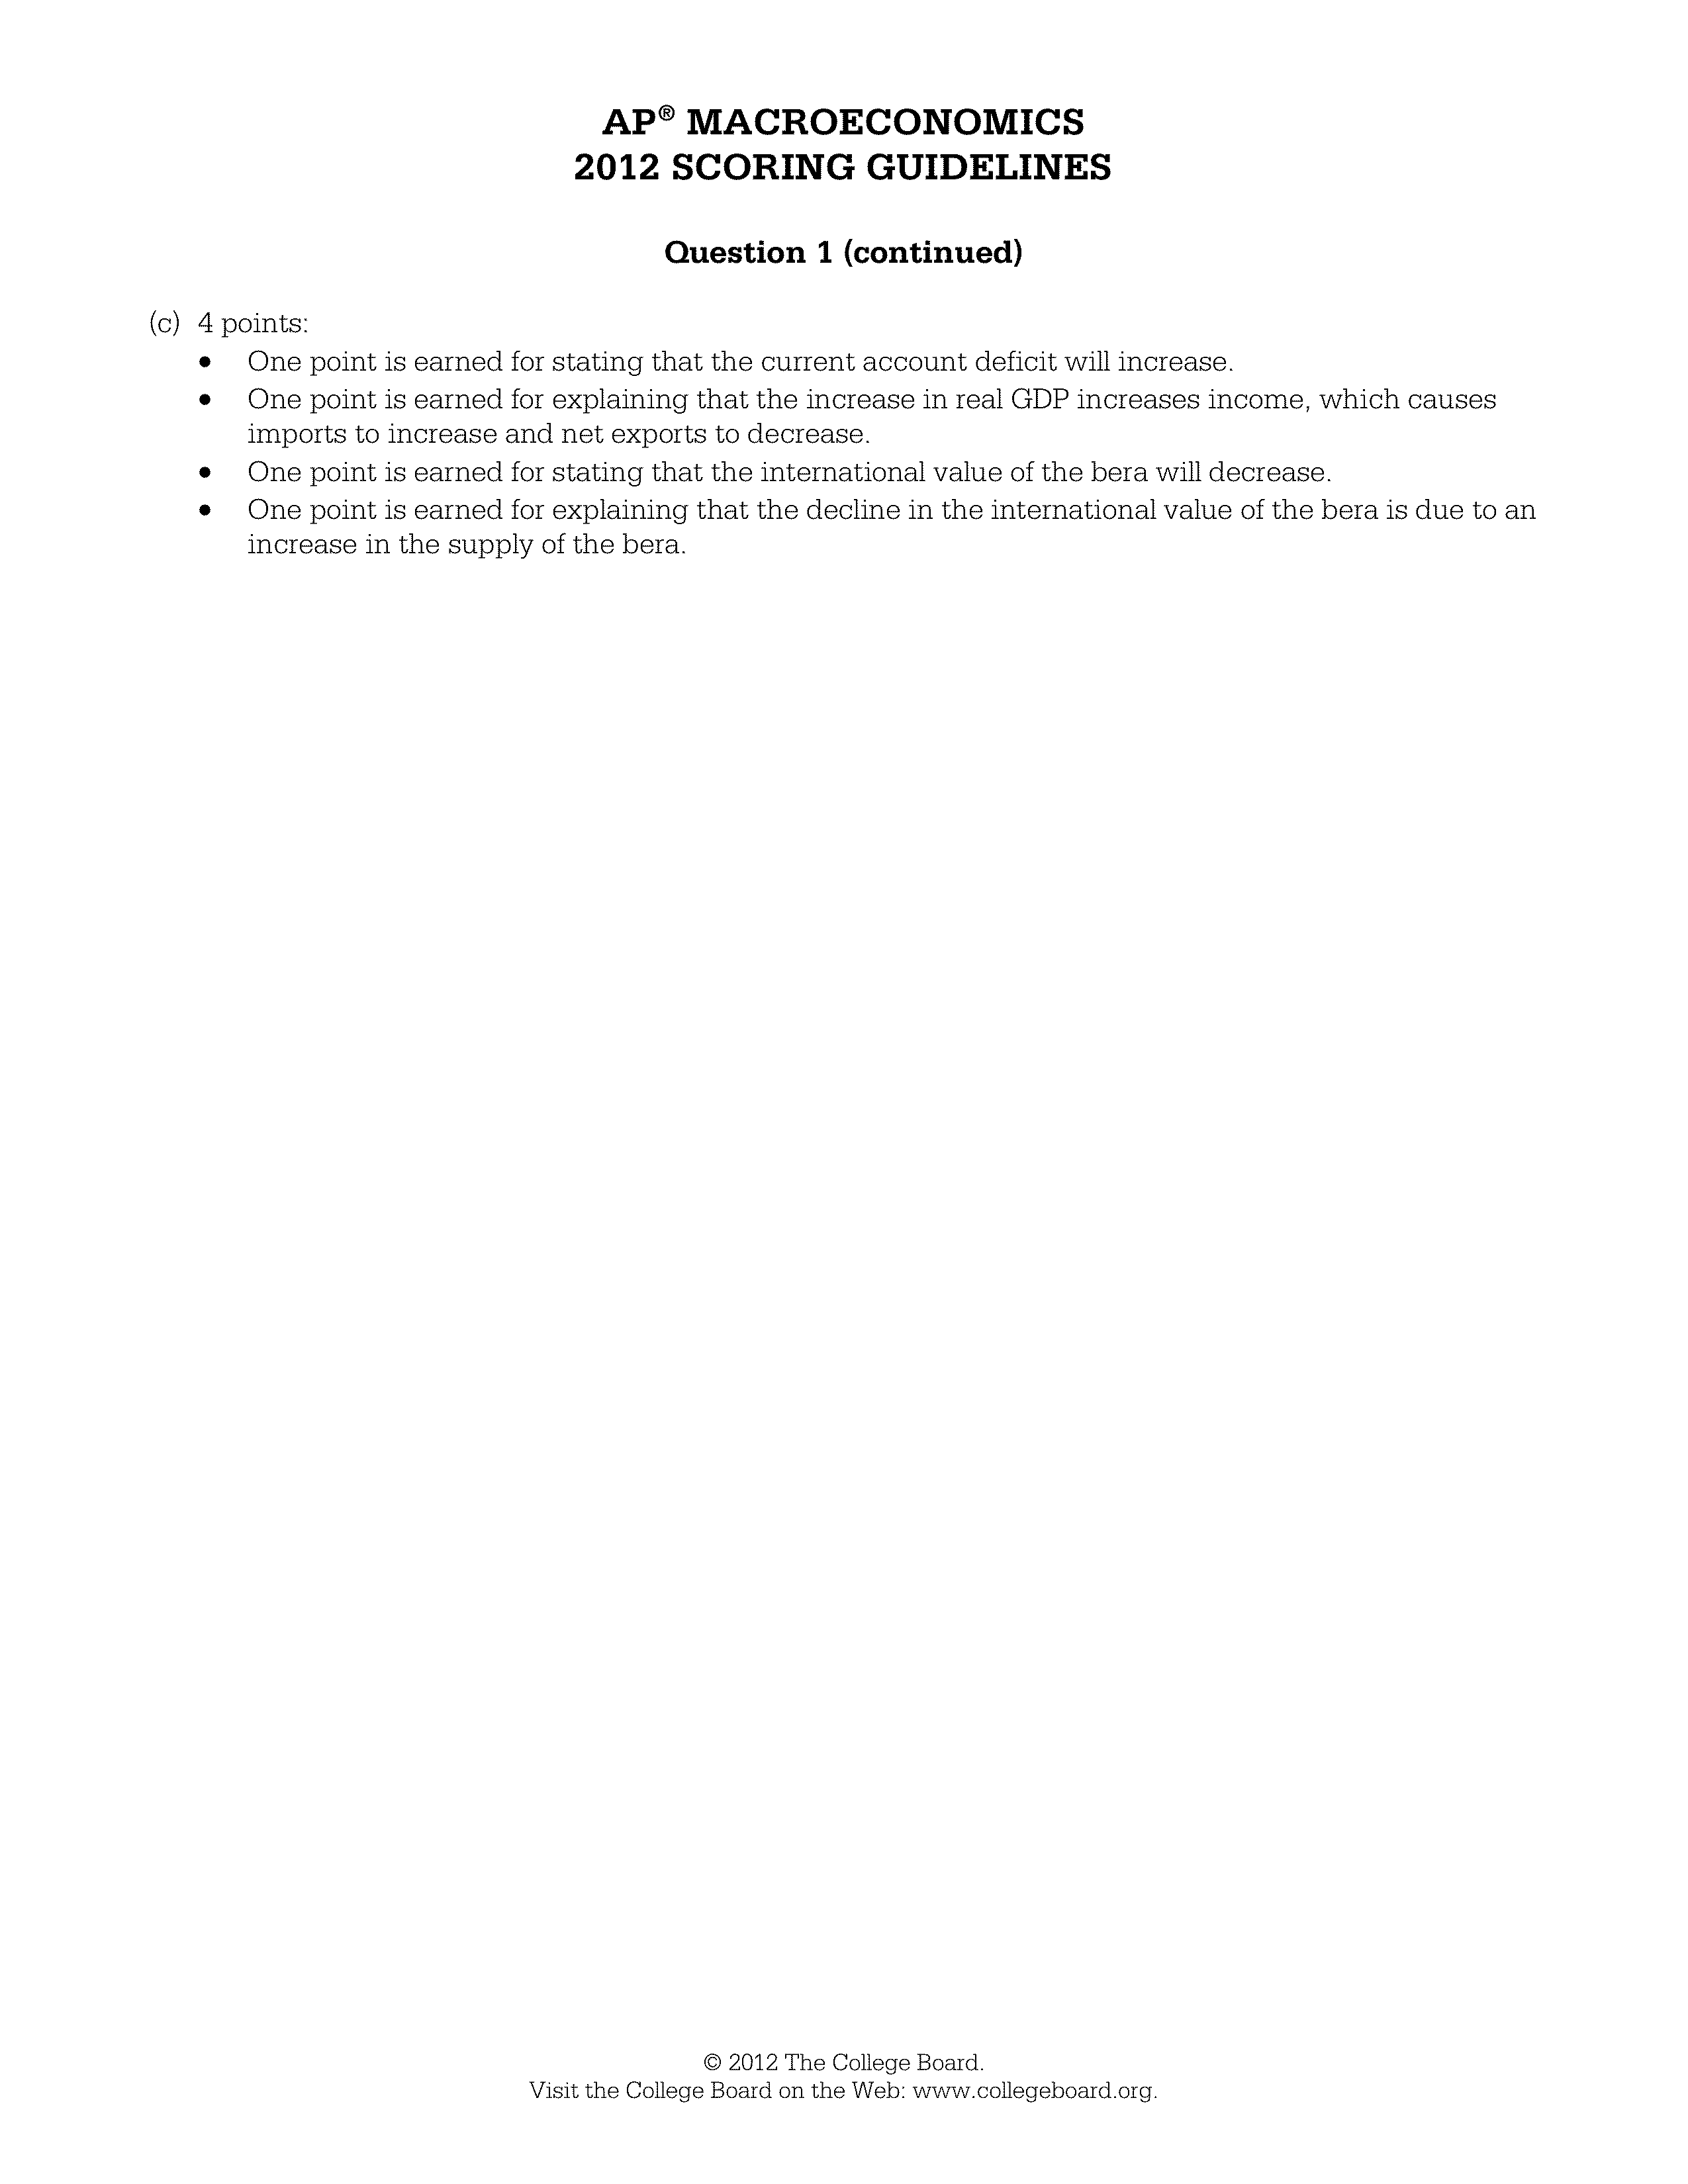 AP® MACROECONOMICS
2012 SCORING GUIDELINES
Question 1 (continued)
(c) 4 points:
• One point is earned for stating that the current account deficit will increase.
• One point is earned for explaining that the increase in real GDP increases income, which causes
imports to increase and net exports to decrease.
• One point is earned for stating that the international value of the bera will decrease.
• One point is earned for explaining that the decline in the international value of the bera is due to an
increase in the supply of the bera.
© 2012 The College Board.
Visit the College Board on the Web: www.collegeboard.org.